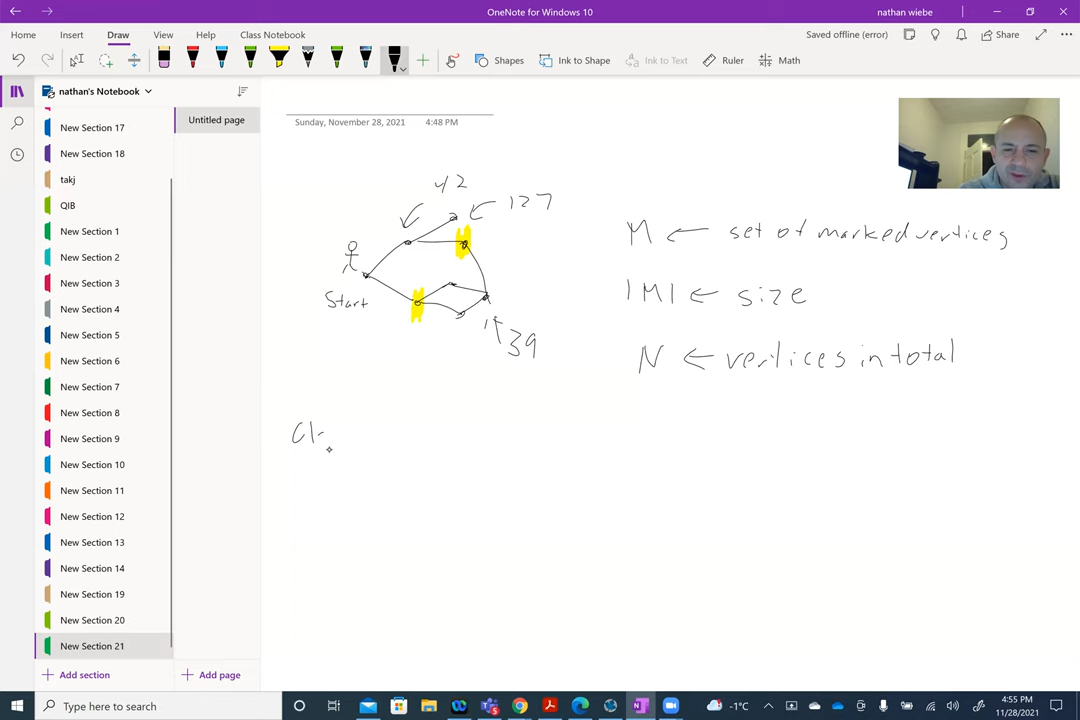 OneNote for Windows 10
nathan wiebe
Home Insert Draw View Help Class Notebook
Saved offline (error)
Share
Shapes
Ink to Shape
Ink to Text
Ruler
Math
nathan's Notebook
Untitled page
New Section 17
New Section 18
takj
QIB
New Section 1
New Section 2
New Section 3
New Section 4
New Section 5
New Section 6
New Section 7
New Section 8
New Section 9
New Section 10
New Section 11
New Section 12
New Section 13
New Section 14
New Section 19
New Section 20
New Section 21
Add section
Add page
Sunday, November 28, 2021 4:48 PM
42
127
Start
39
M ← set of marked vertices
|M| ← size
N ← vertices in total
Type here to search
-1°C
4:55 PM
11/28/2021